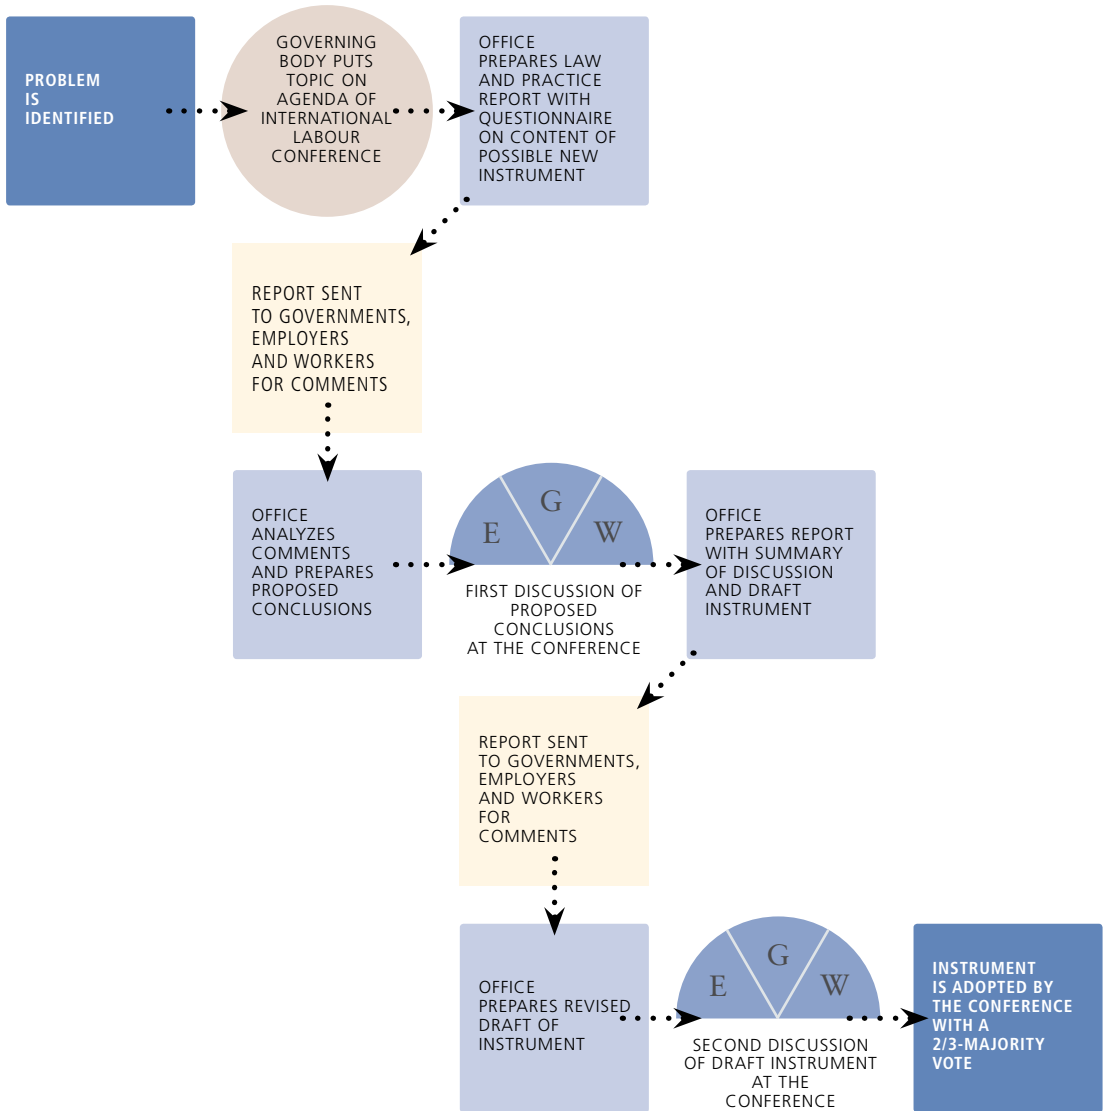 PROBLEM
IS
IDENTIFIED
GOVERNING
BODY PUTS
TOPIC ON
AGENDA OF
INTERNATIONAL
LABOUR
CONFERENCE
OFFICE
PREPARES LAW
AND PRACTICE
REPORT WITH
QUESTIONNAIRE
ON CONTENT OF
POSSIBLE NEW
INSTRUMENT
REPORT SENT
TO GOVERNMENTS,
EMPLOYERS
AND WORKERS
FOR COMMENTS
OFFICE
ANALYZES
COMMENTS
AND PREPARES
PROPOSED
CONCLUSIONS
E
G
W
FIRST DISCUSSION OF
PROPOSED
CONCLUSIONS
AT THE CONFERENCE
OFFICE
PREPARES REPORT
WITH SUMMARY
OF DISCUSSION
AND DRAFT
INSTRUMENT
REPORT SENT
TO GOVERNMENTS,
EMPLOYERS
AND WORKERS
FOR
COMMENTS
OFFICE
PREPARES REVISED
DRAFT OF
INSTRUMENT
E
G
W
SECOND DISCUSSION
OF DRAFT INSTRUMENT
AT THE
CONFERENCE
INSTRUMENT
IS ADOPTED BY
THE CONFERENCE
WITH A
2/3-MAJORITY
VOTE